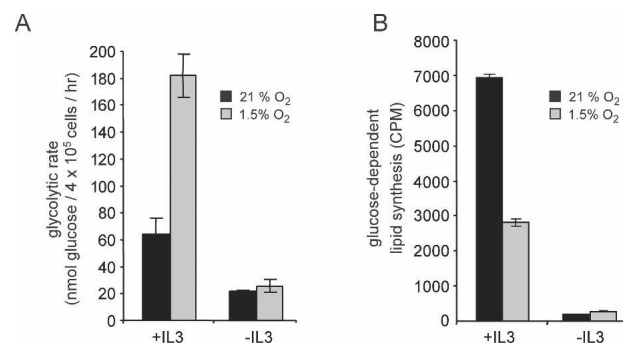 A
glycolytic rate
(nmol glucose / 4 x 10⁵ cells / hr)
200
180
160
140
120
100
80
60
40
20
0
21 % O₂
1.5% O₂
+IL3
-IL3
B
glucose-dependent
lipid synthesis (CPM)
8000
7000
6000
5000
4000
3000
2000
1000
0
21 % O₂
1.5% O₂
+IL3
-IL3